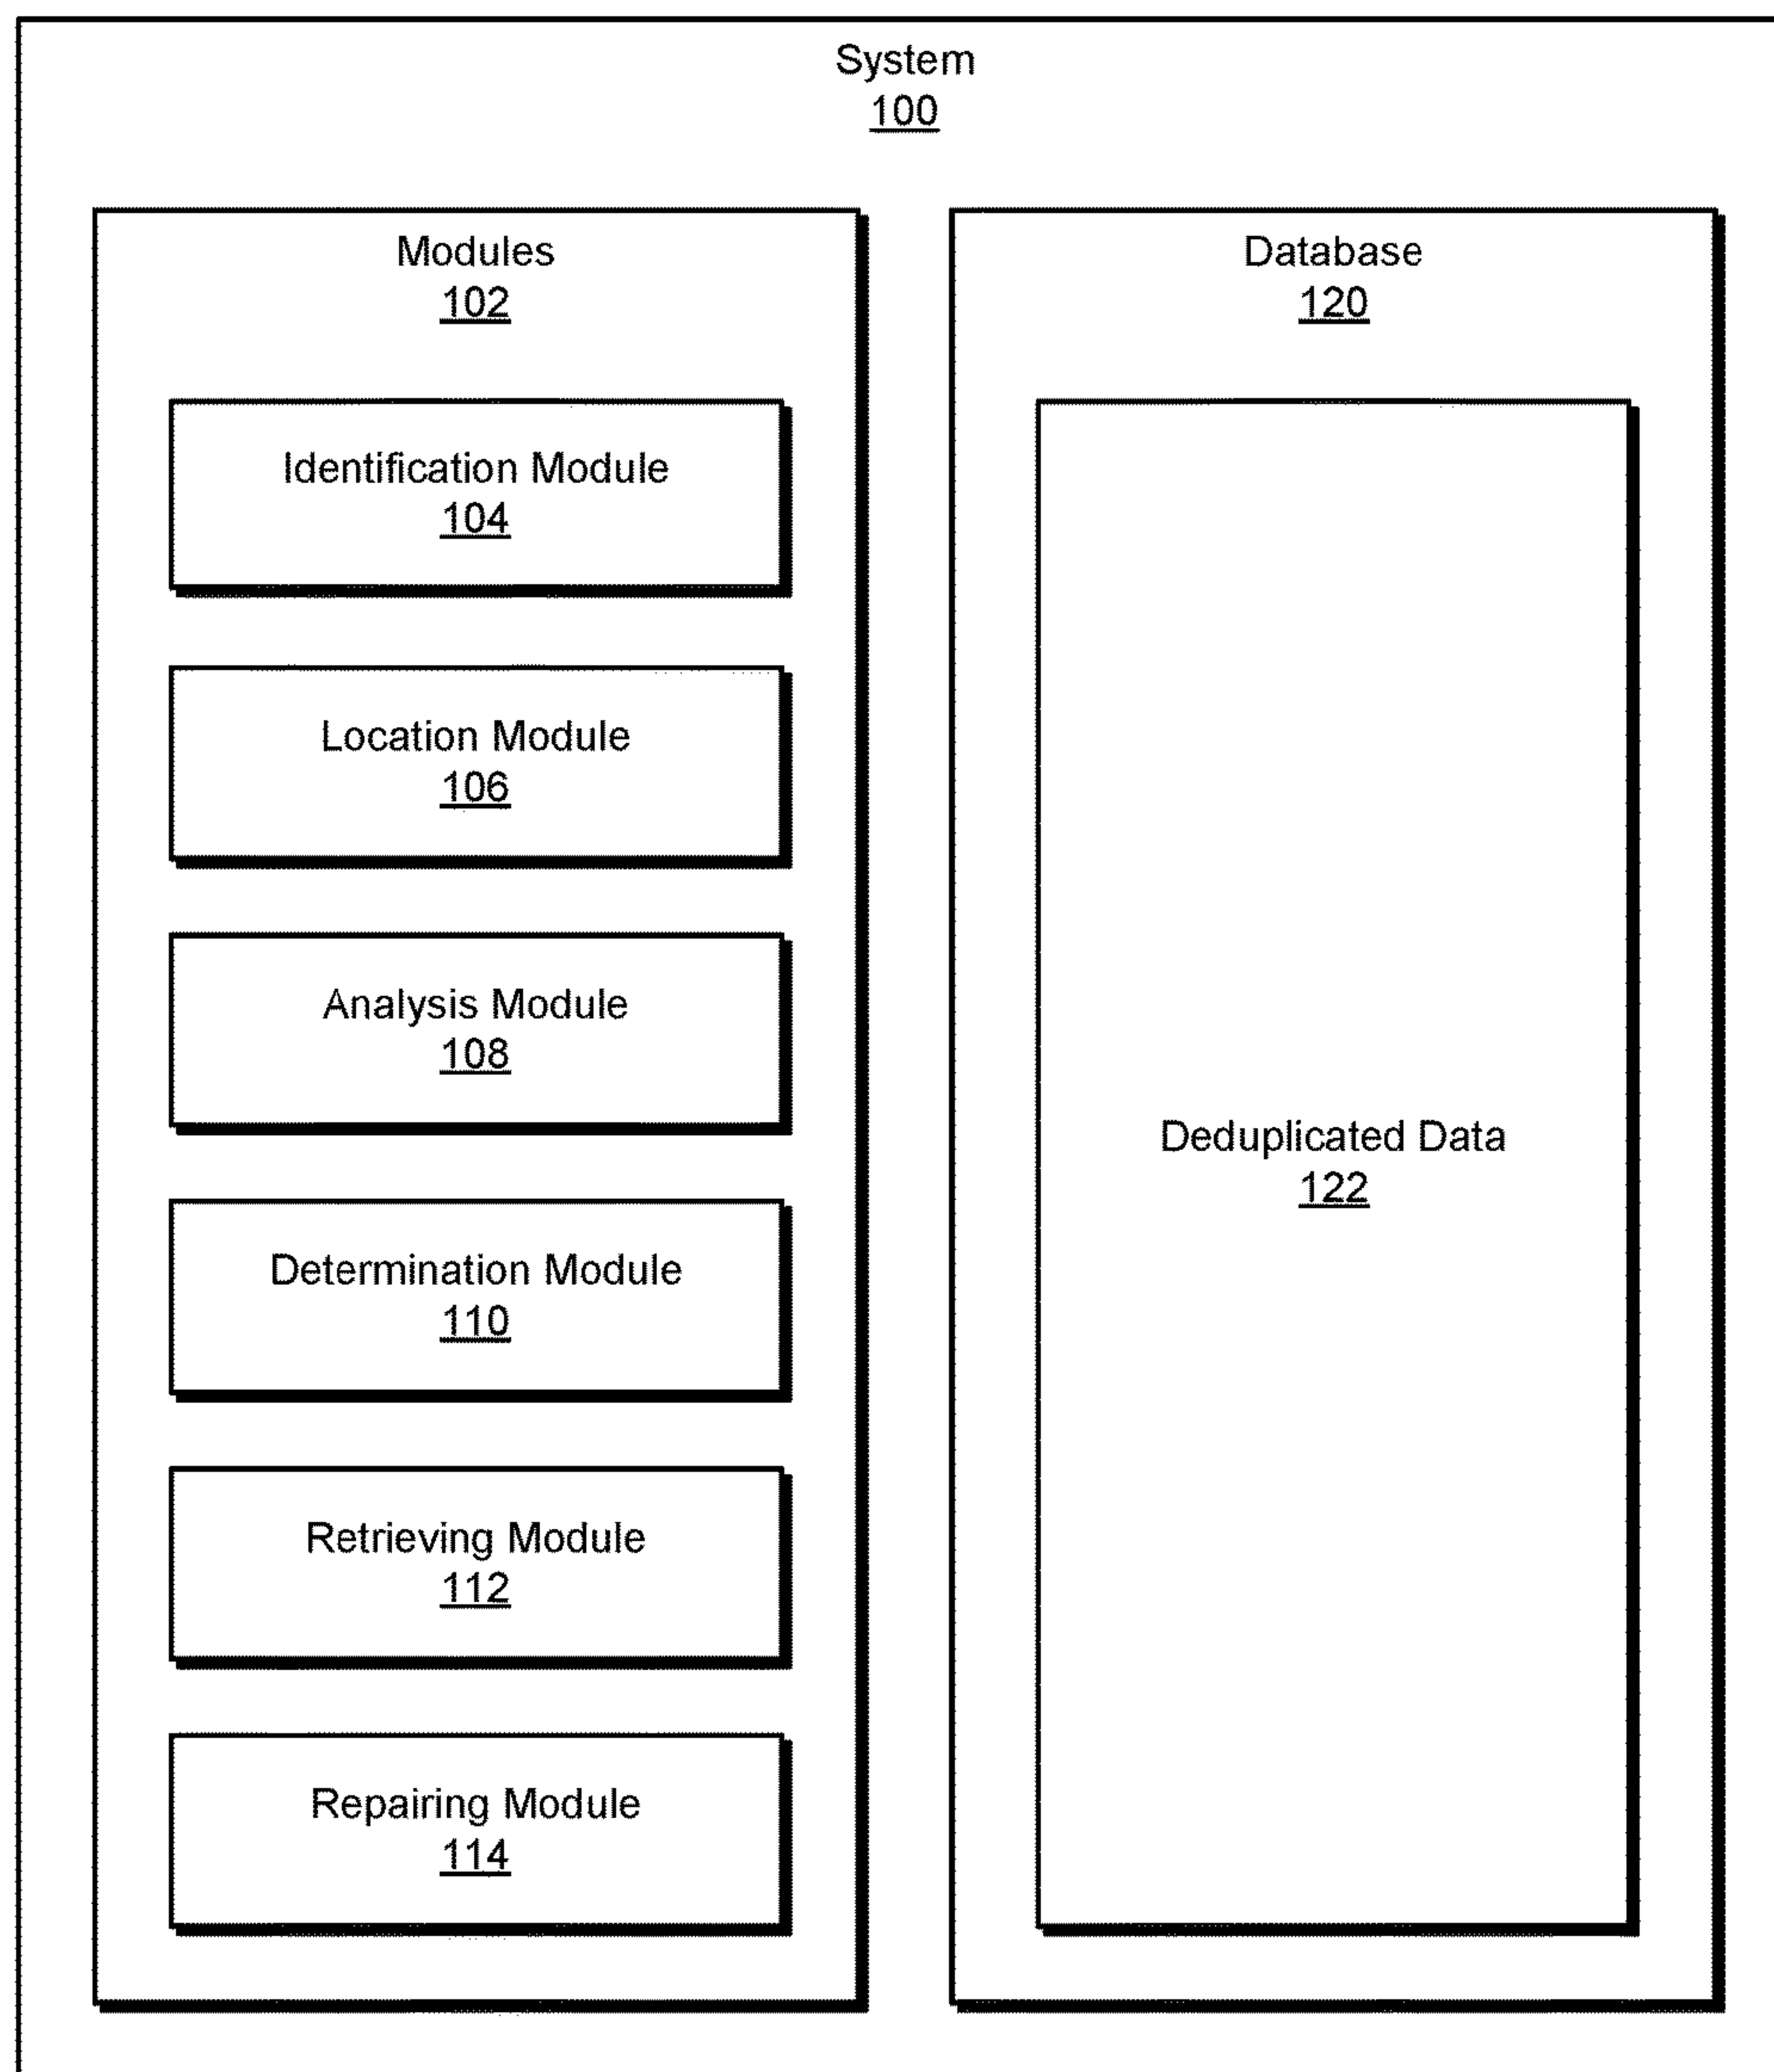 System
100
Modules
102
Identification Module
104
Location Module
106
Analysis Module
108
Determination Module
110
Retrieving Module
112
Repairing Module
114
Database
120
Deduplicated Data
122